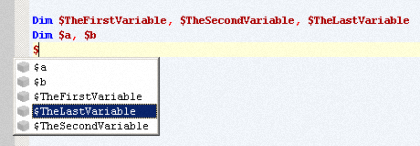 Dim $TheFirstVariable, $TheSecondVariable, $TheLastVariable
Dim $a, $b
$
$a
$b
$TheFirstVariable
$TheLastVariable
$TheSecondVariable